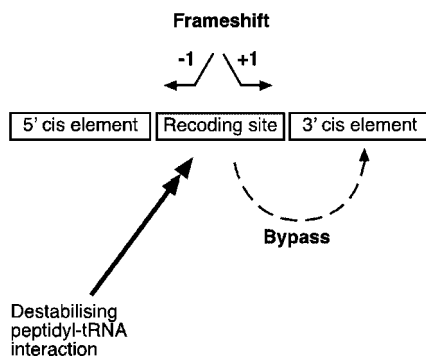 Frameshift
-1 +1
5' cis element Recoding site 3' cis element
Bypass
Destabilising
peptidyl-tRNA
interaction